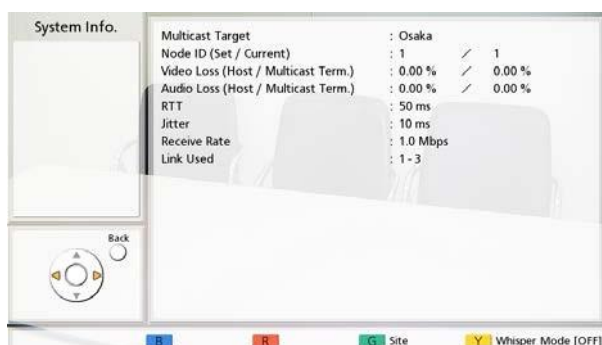 System Info.
Multicast Target : Osaka
Node ID (Set / Current) : 1 / 1
Video Loss (Host / Multicast Term.) : 0.00 % / 0.00 %
Audio Loss (Host / Multicast Term.) : 0.00 % / 0.00 %
RTT : 50 ms
Jitter : 10 ms
Receive Rate : 1.0 Mbps
Link Used : 1 - 3
Back
B R G Site Y Whisper Mode [OFF]